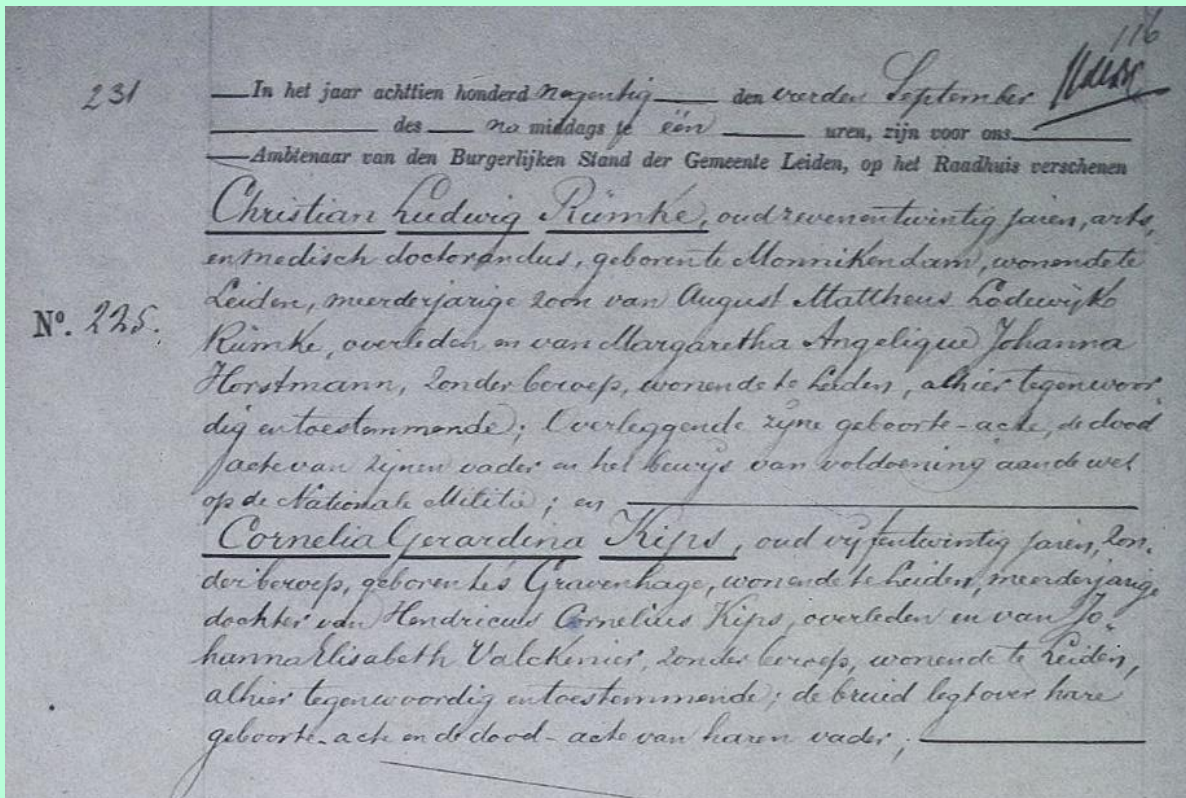 116
231
In het jaar achttien honderd negentig den derden September
des na middags te één uren, zijn voor ons
Ambtenaar van den Burgerlijken Stand der Gemeente Leiden, op het Raadhuis verschenen
Christian Ludwig Rümke, oud zevenentwintig jaren, arts,
en medisch doctorandus, geboren te Monnikendam, wonende te
Leiden, meerderjarige zoon van August Mattheus Lodewijk
Nº. 225.
Rümke, overleden en van Margaretha Angelique Johanna
Horstmann, zonder beroep, wonende te Leiden, alhier tegenwoor
dig en toestemmende; Overleggende zijne geboorte-acte, de dood
acte van zijnen vader en het bewijs van voldoening aan de wet
op de Nationale Militie; en
Cornelia Gerardina Kips, oud vijfentwintig jaren, zon-
der beroep, geboren te 's Gravenhage, wonende te Leiden, meerderjarige
dochter van Hendricus Cornelius Kips, overleden en van Jo-
hanna Elisabeth Valckenier, zonder beroep, wonende te Leiden,
alhier tegenwoordig en toestemmende; de bruid legt over hare
geboorte-acte en de dood-acte van haren vader;